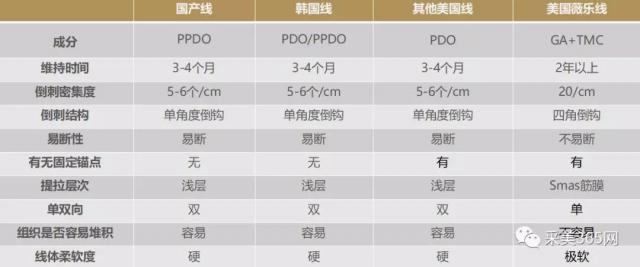 国产线 韩国线 其他美国线 美国薇乐线
成分 PPDO PDO/PPDO PDO GA+TMC
维持时间 3-4个月 3-4个月 3-4个月 2年以上
倒刺密集度 5-6个/cm 5-6个/cm 5-6个/cm 20/cm
倒刺结构 单角度倒钩 单角度倒钩 单角度倒钩 四角倒钩
易断性 易断 易断 易断 不易断
有无固定锚点 无 无 有 有
提拉层次 浅层 浅层 浅层 Smas筋膜
单双向 双 双 双 单
组织是否容易堆积 容易 容易 容易 不容易
线体柔软度 硬 硬 硬 极软
采美365网